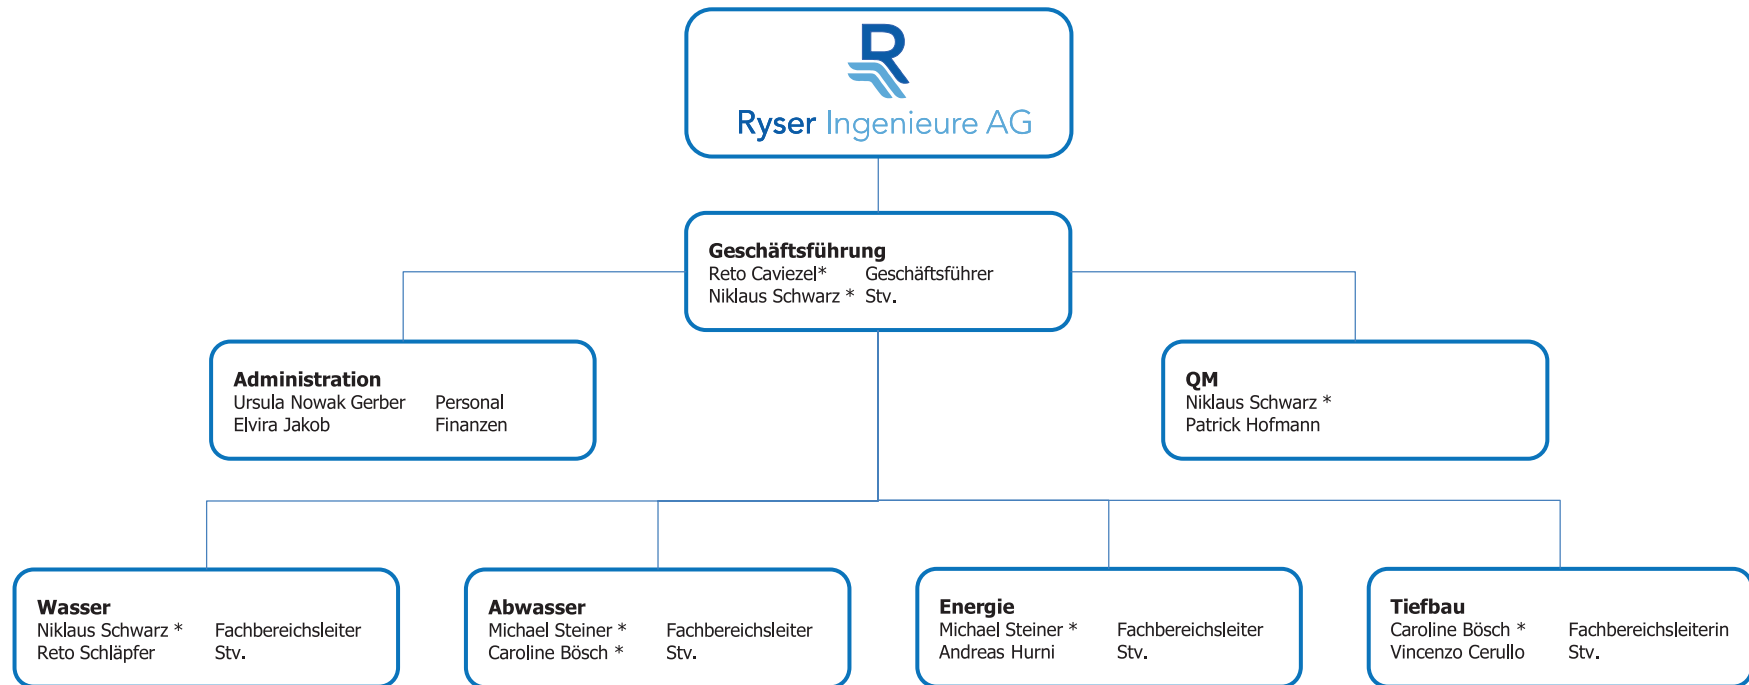 R
Ryser Ingenieure AG
Geschäftsführung
Reto Caviezel* Geschäftsführer
Niklaus Schwarz * Stv.
Administration
Ursula Nowak Gerber Personal
Elvira Jakob Finanzen
QM
Niklaus Schwarz *
Patrick Hofmann
Wasser
Niklaus Schwarz * Fachbereichsleiter
Reto Schläpfer Stv.
Abwasser
Michael Steiner * Fachbereichsleiter
Caroline Bösch * Stv.
Energie
Michael Steiner * Fachbereichsleiter
Andreas Hurni Stv.
Tiefbau
Caroline Bösch * Fachbereichsleiterin
Vincenzo Cerullo Stv.